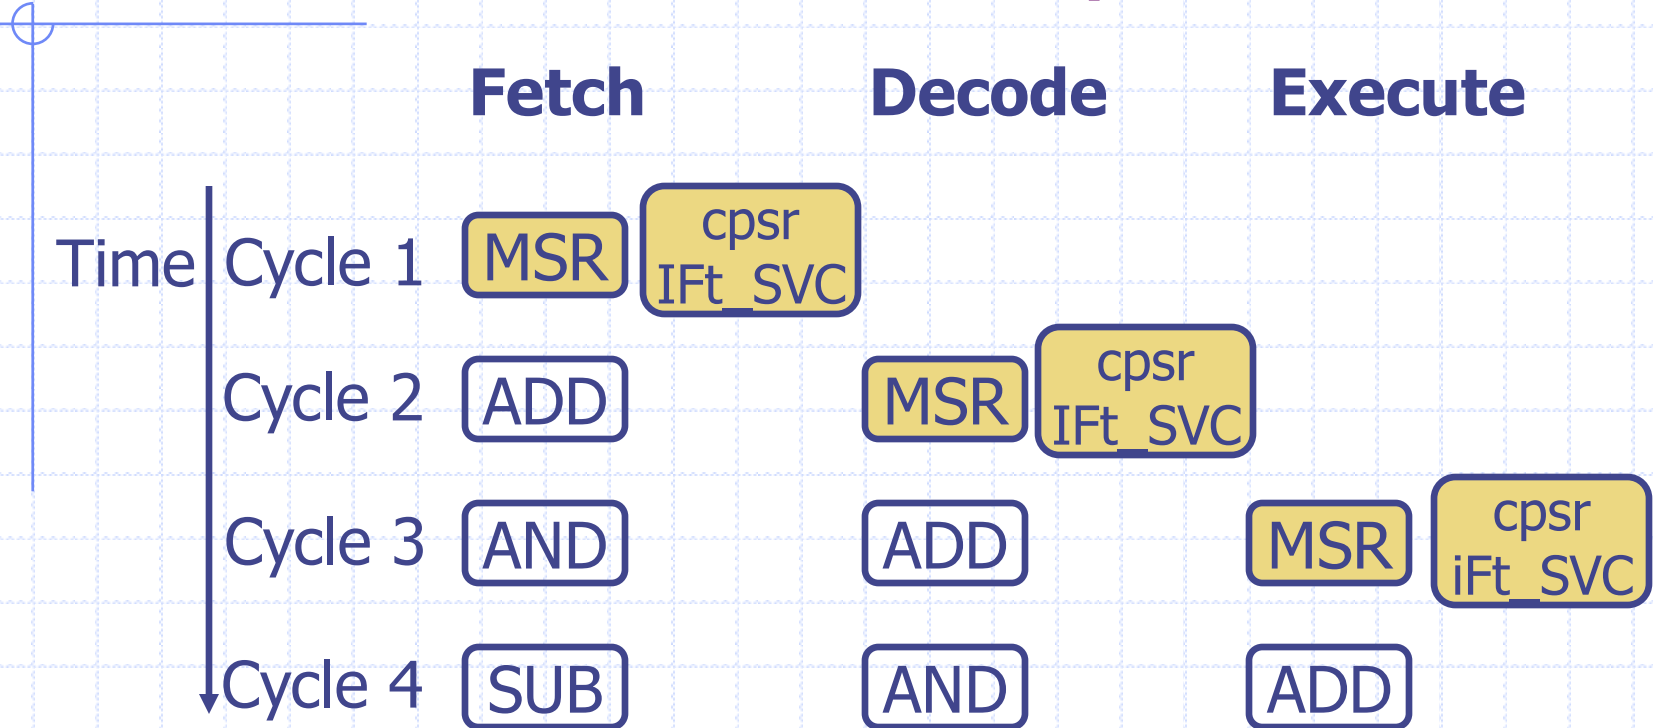 Fetch Decode Execute
Time Cycle 1 MSR cpsr
IFt_SVC
Cycle 2 ADD MSR cpsr
IFt_SVC
Cycle 3 AND ADD MSR cpsr
iFt_SVC
Cycle 4 SUB AND ADD